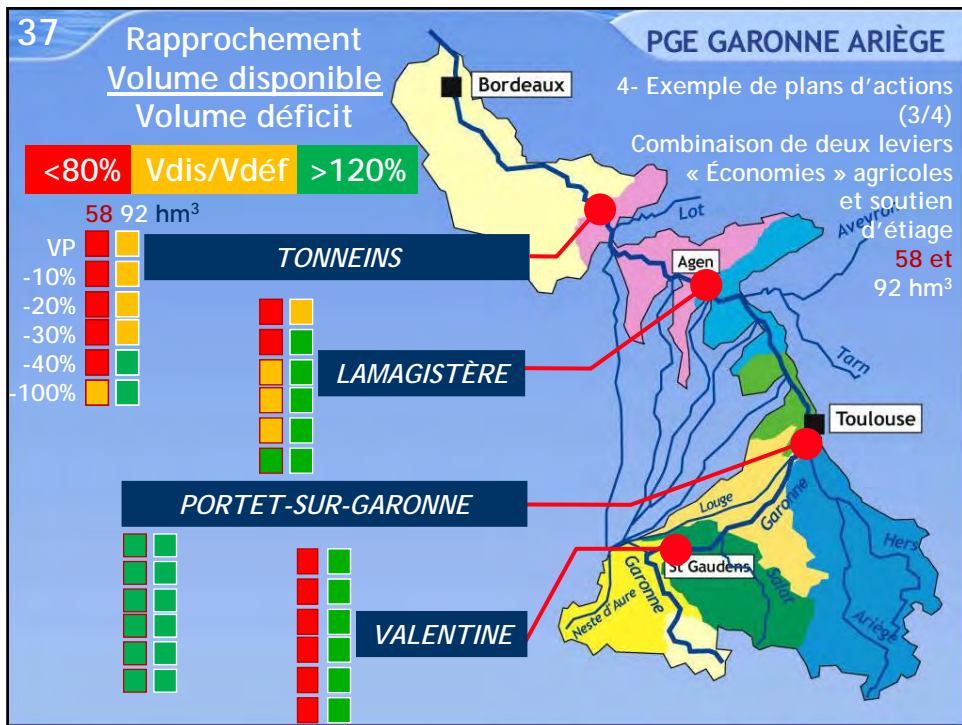 37
Rapprochement
Volume disponible
Volume déficit
PGE GARONNE ARIÈGE
4- Exemple de plans d'actions
(3/4)
Combinaison de deux leviers
« Économies » agricoles
et soutien
d'étiage
58 et
92 hm³
<80% Vdis/Vdéf >120%
58 92 hm³
VP
-10%
-20%
-30%
-40%
-100%
TONNEINS
LAMAGISTÈRE
PORTET-SUR-GARONNE
VALENTINE
Bordeaux
Lot
Aveyron
Agen
Tarn
Toulouse
Louge
Garonne
Hers
St Gaudens
Salat
Garonne
Neste d'Aure
Ariège